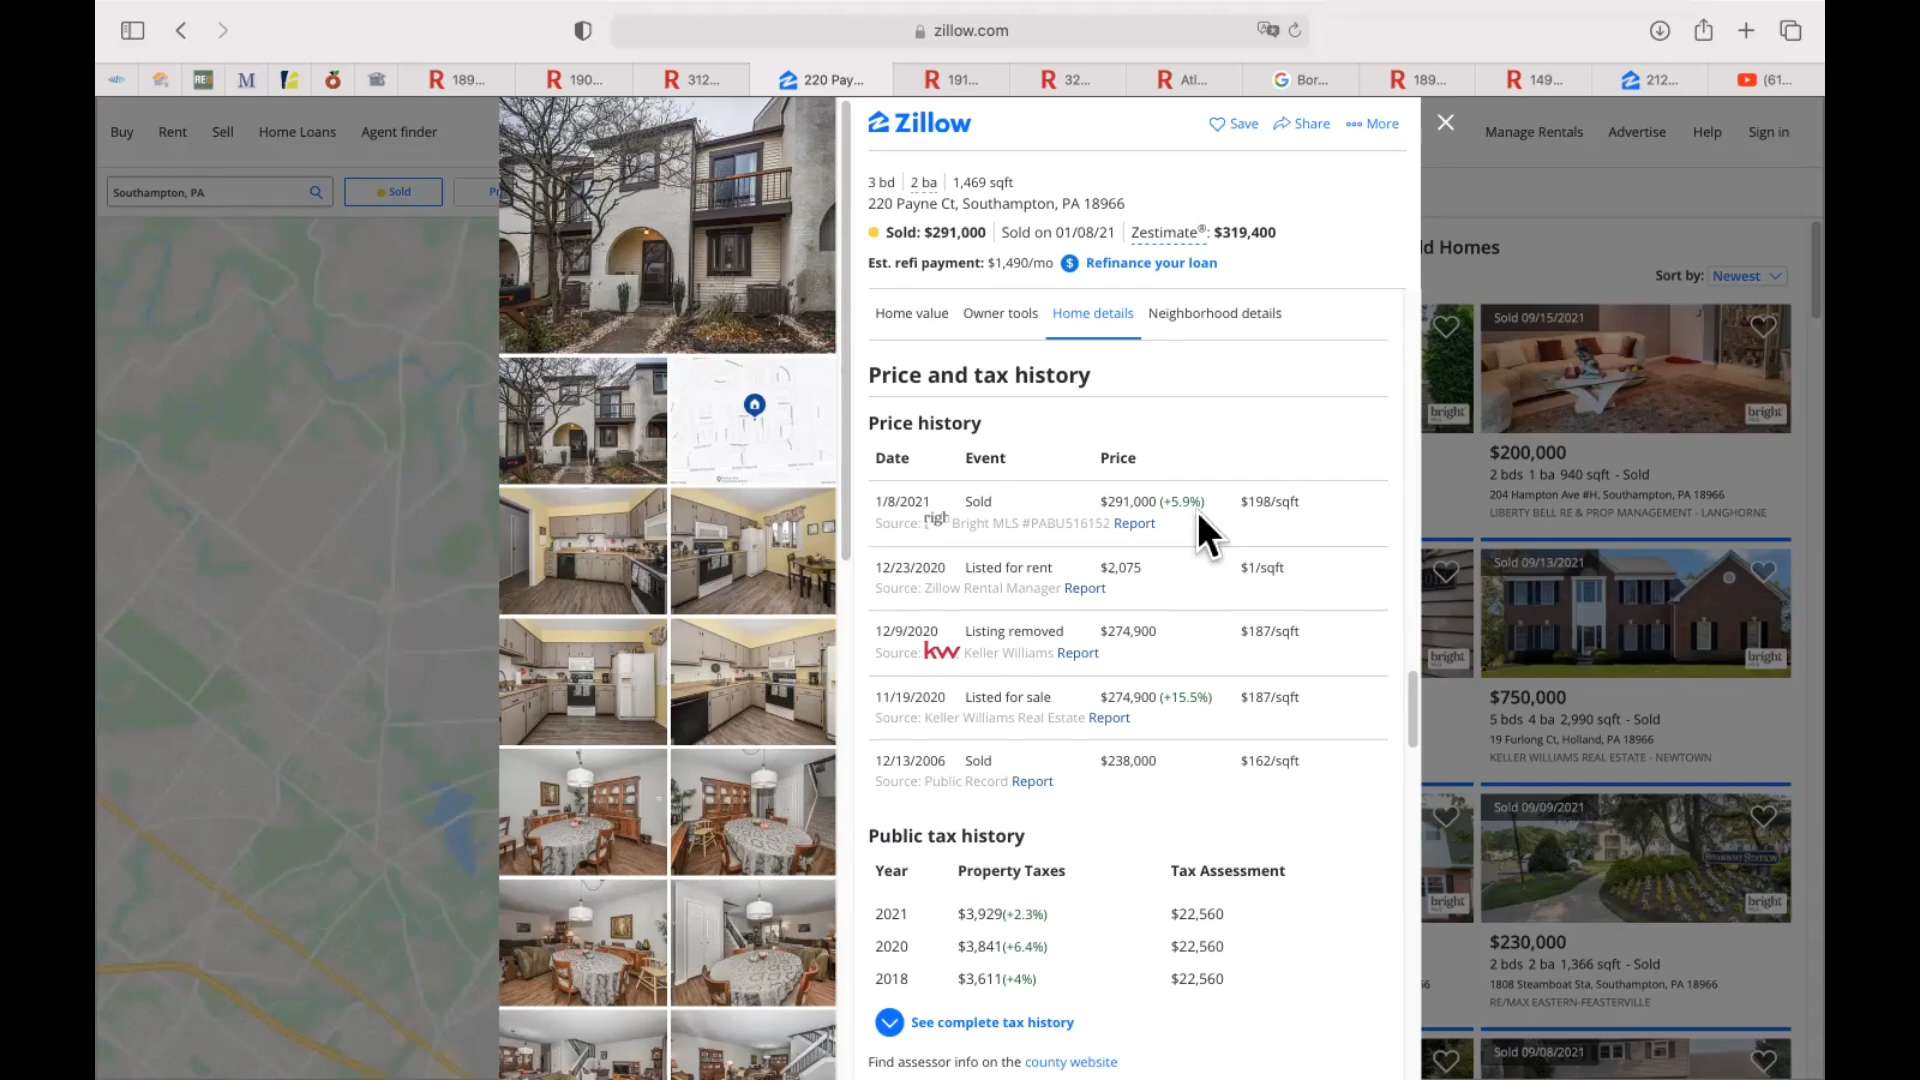 zillow.com
REU
M
R 189...
R 190...
R 312...
220 Pay...
R 191...
R 32...
R Atl...
G Bor...
R 189...
R 149...
212...
(61...
Buy Rent Sell Home Loans Agent finder
Manage Rentals Advertise Help Sign in
Southampton, PA
Sold
Zillow
Save Share More
3 bd 2 ba 1,469 sqft
220 Payne Ct, Southampton, PA 18966
Sold: $291,000 Sold on 01/08/21 Zestimate®: $319,400
Est. refi payment: $1,490/mo $ Refinance your loan
Home value Owner tools Home details Neighborhood details
Price and tax history
Price history
Date Event Price
1/8/2021 Sold $291,000 (+5.9%) $198/sqft
Source: righ Bright MLS #PABU516152 Report
12/23/2020 Listed for rent $2,075 $1/sqft
Source: Zillow Rental Manager Report
12/9/2020 Listing removed $274,900 $187/sqft
Source: kw Keller Williams Report
11/19/2020 Listed for sale $274,900 (+15.5%) $187/sqft
Source: Keller Williams Real Estate Report
12/13/2006 Sold $238,000 $162/sqft
Source: Public Record Report
Public tax history
Year Property Taxes Tax Assessment
2021 $3,929(+2.3%) $22,560
2020 $3,841(+6.4%) $22,560
2018 $3,611(+4%) $22,560
See complete tax history
Find assessor info on the county website
ld Homes
Sort by: Newest
Sold 09/15/2021
bright
bright
$200,000
2 bds 1 ba 940 sqft - Sold
204 Hampton Ave #H, Southampton, PA 18966
LIBERTY BELL RE & PROP MANAGEMENT - LANGHORNE
Sold 09/13/2021
bright
bright
$750,000
5 bds 4 ba 2,990 sqft - Sold
19 Furlong Ct, Holland, PA 18966
KELLER WILLIAMS REAL ESTATE - NEWTOWN
Sold 09/09/2021
STEAMBOAT STATION
bright
bright
$230,000
2 bds 2 ba 1,366 sqft - Sold
1808 Steamboat Sta, Southampton, PA 18966
RE/MAX EASTERN-FEASTERVILLE
Sold 09/08/2021